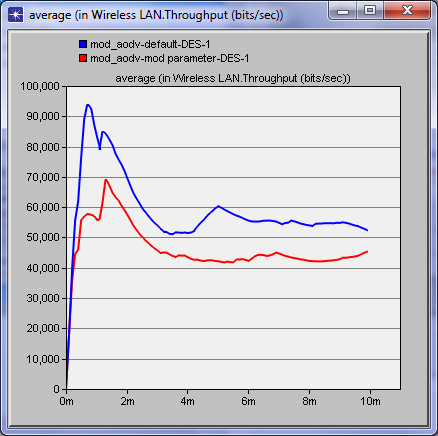 average (in Wireless LAN.Throughput (bits/sec))
mod_aodv-default-DES-1
mod_aodv-mod parameter-DES-1
average (in Wireless LAN.Throughput (bits/sec))
100,000
90,000
80,000
70,000
60,000
50,000
40,000
30,000
20,000
10,000
0
0m 2m 4m 6m 8m 10m